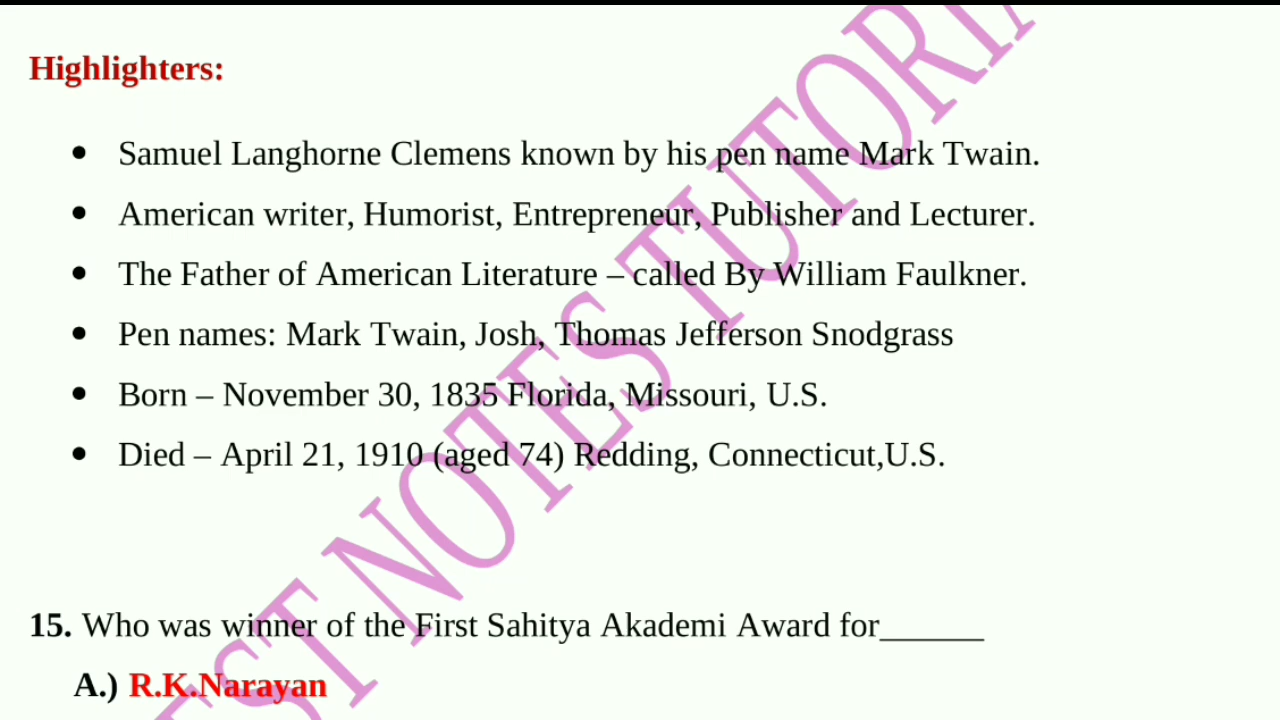 Highlighters:
• Samuel Langhorne Clemens known by his pen name Mark Twain.
• American writer, Humorist, Entrepreneur, Publisher and Lecturer.
• The Father of American Literature – called By William Faulkner.
• Pen names: Mark Twain, Josh, Thomas Jefferson Snodgrass
• Born – November 30, 1835 Florida, Missouri, U.S.
• Died – April 21, 1910 (aged 74) Redding, Connecticut,U.S.
15. Who was winner of the First Sahitya Akademi Award for______
A.) R.K.Narayan
NOTES